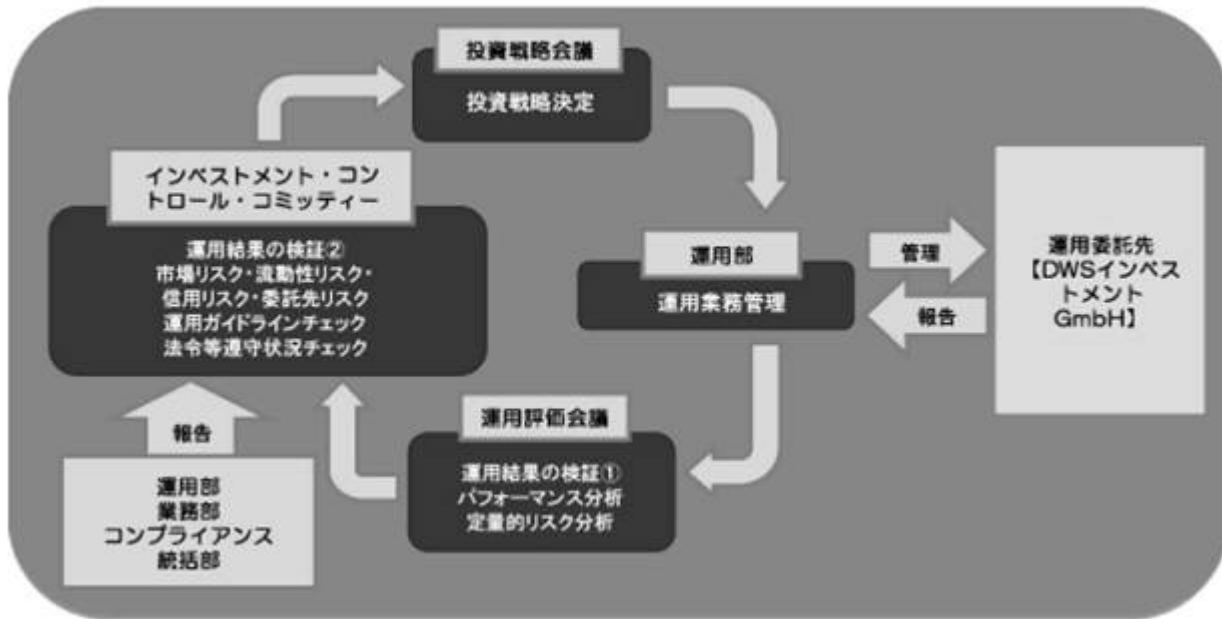 投資戦略会議
投資戦略決定
インベストメント・コン
トロール・コミッティー
運用結果の検証②
市場リスク・流動性リスク・
信用リスク・委託先リスク
運用ガイドラインチェック
法令等遵守状況チェック
運用部
運用業務管理
管理
報告
運用委託先
【DWSインベス
トメント
GmbH】
運用評価会議
運用結果の検証①
パフォーマンス分析
定量的リスク分析
報告
運用部
業務部
コンプライアンス
統括部